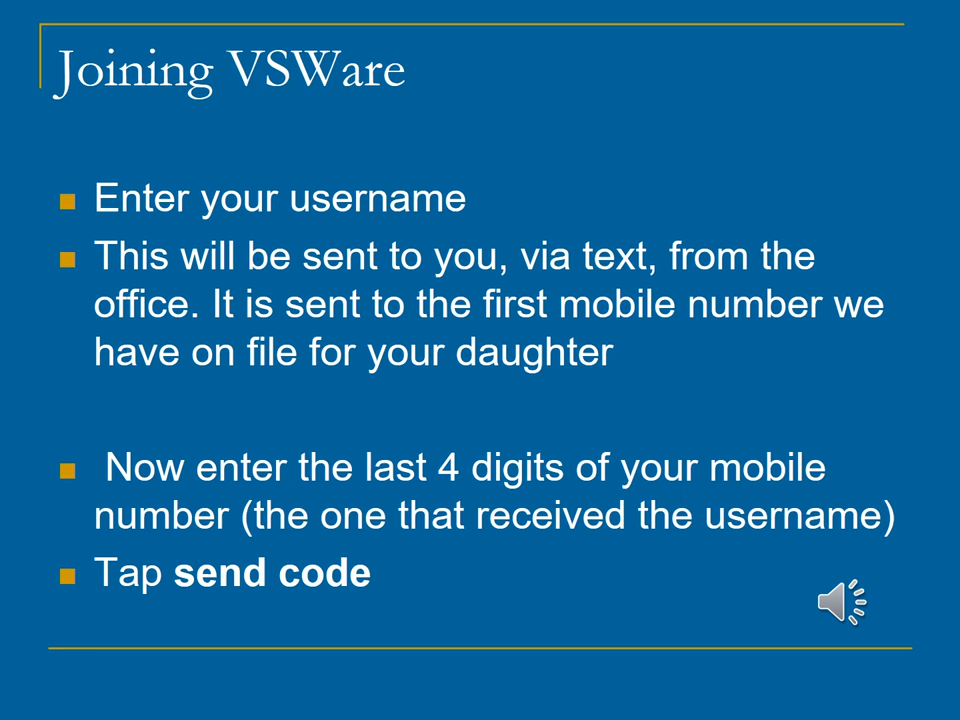 Joining VSWare
Enter your username
This will be sent to you, via text, from the
office. It is sent to the first mobile number we
have on file for your daughter
Now enter the last 4 digits of your mobile
number (the one that received the username)
Tap send code